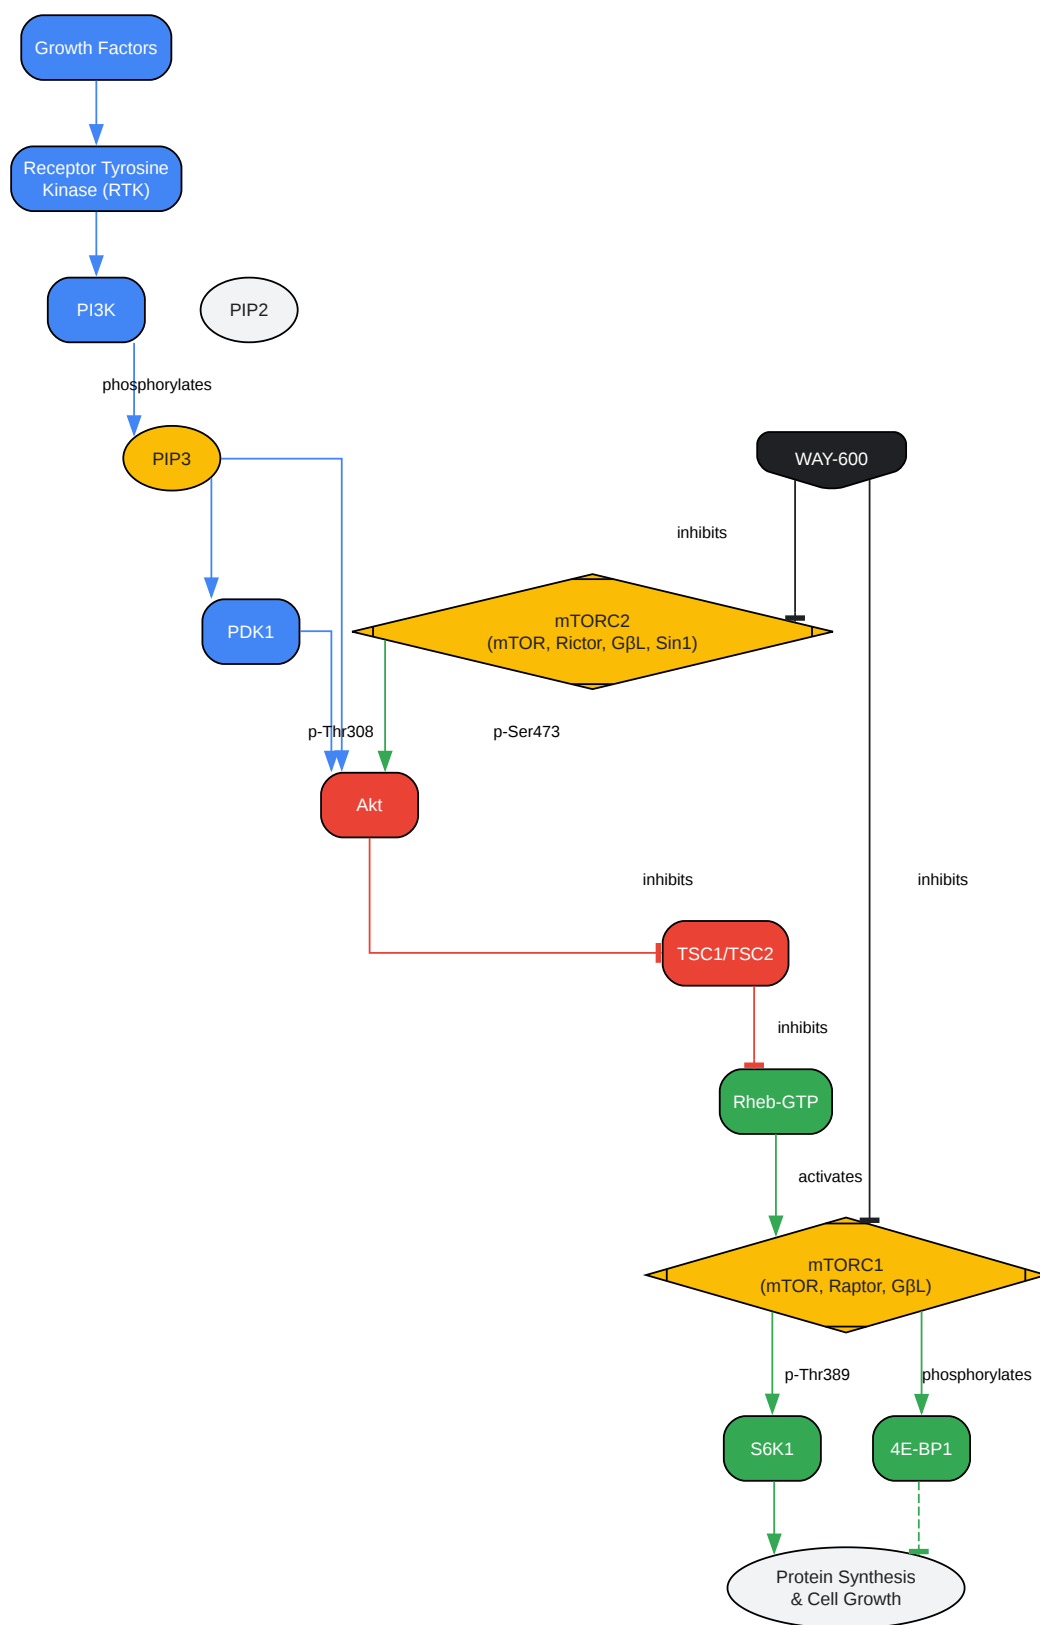 Growth Factors
Receptor Tyrosine
Kinase (RTK)
PI3K
PIP2
phosphorylates
PIP3
WAY-600
inhibits
PDK1
mTORC2
(mTOR, Rictor, GβL, Sin1)
p-Thr308
p-Ser473
Akt
inhibits
inhibits
TSC1/TSC2
inhibits
Rheb-GTP
activates
mTORC1
(mTOR, Raptor, GβL)
p-Thr389
phosphorylates
S6K1
4E-BP1
Protein Synthesis
& Cell Growth